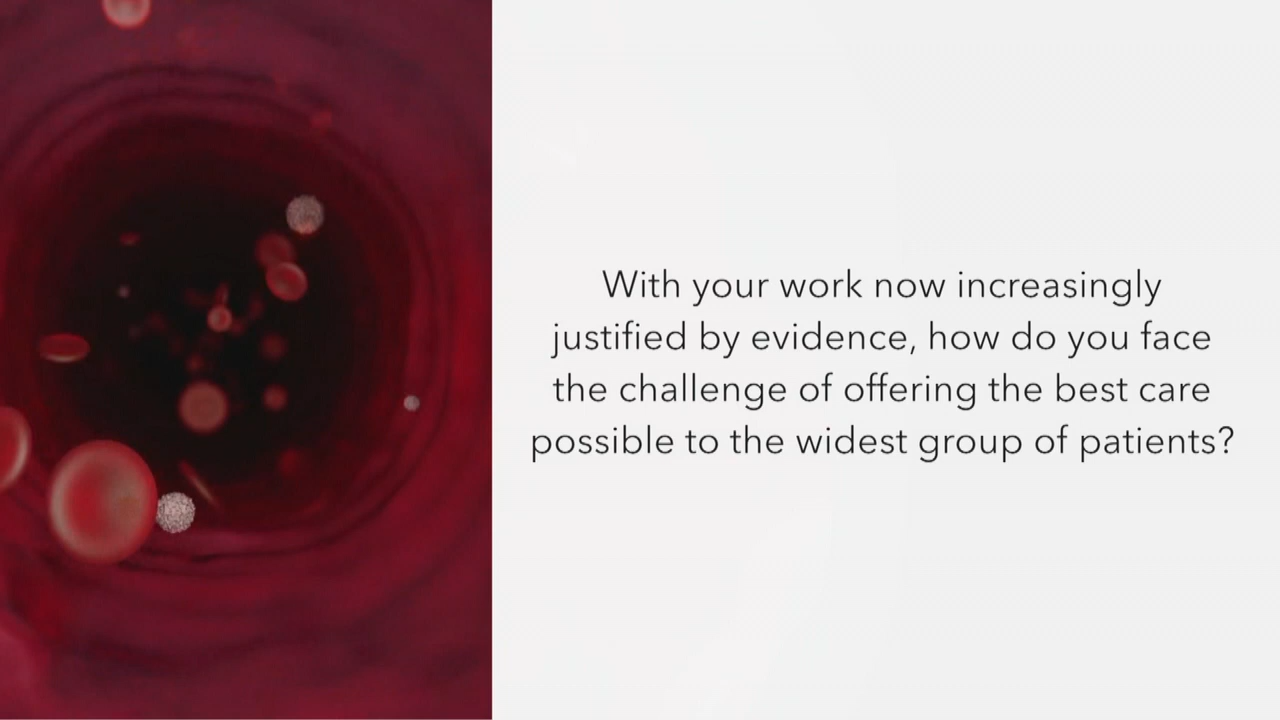 With your work now increasingly
justified by evidence, how do you face
the challenge of offering the best care
possible to the widest group of patients?